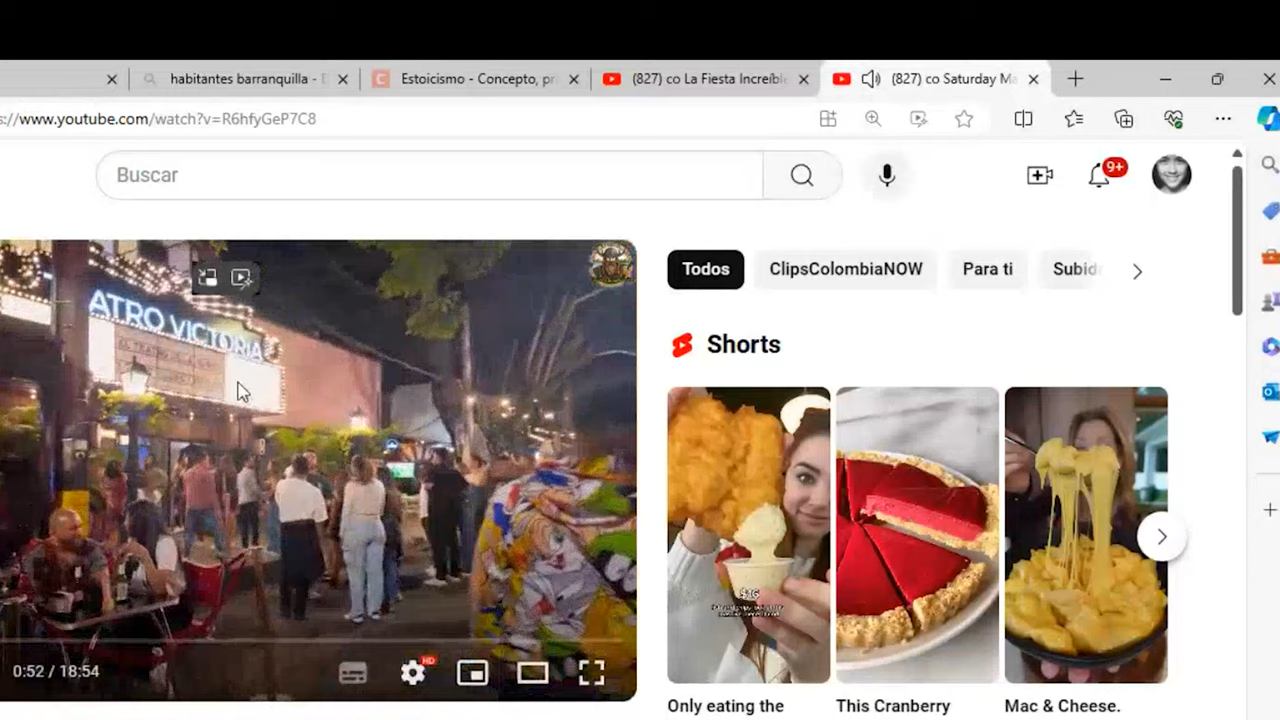 habitantes barranquilla -
Estoicismo - Concepto, pr
(827) co La Fiesta Increíble
(827) co Saturday Ma
s://www.youtube.com/watch?v=R6hfyGeP7C8
Buscar
9+
ATRO VICTORIA
Todos
ClipsColombiaNOW
Para ti
Subid
Shorts
$16
0:52 / 18:54
HD
Only eating the
This Cranberry
Mac & Cheese.